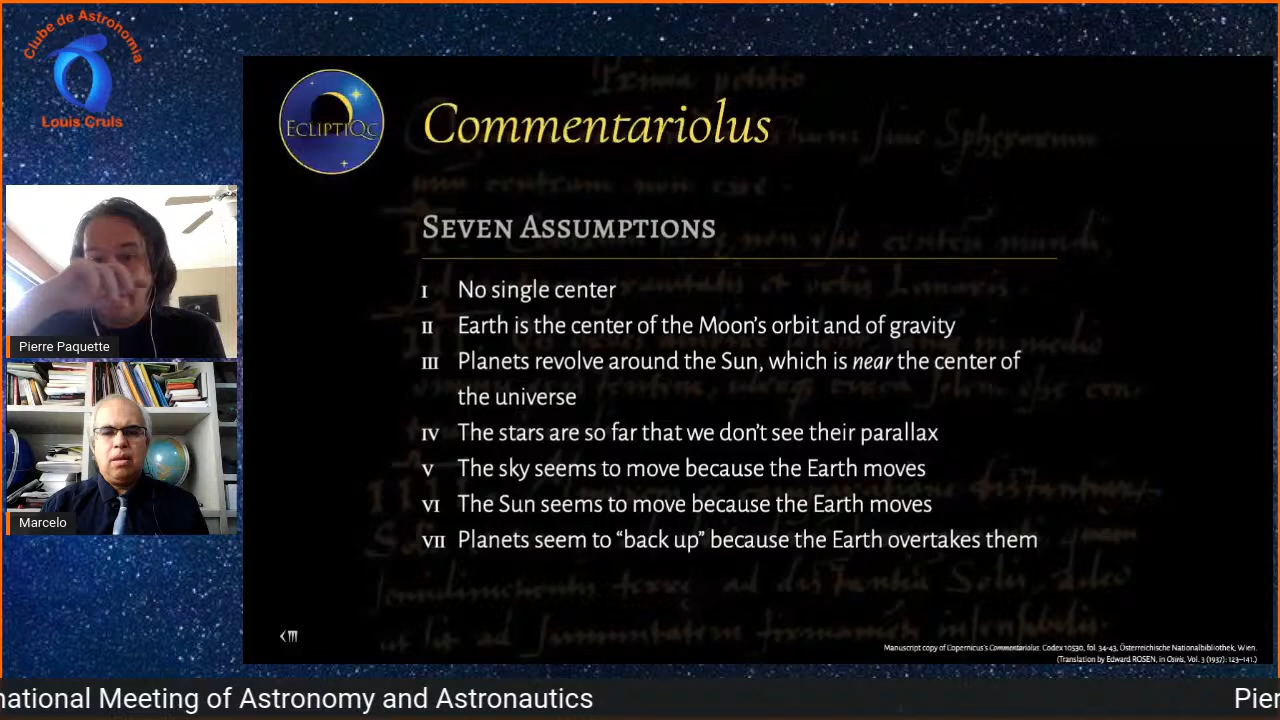 Clube de Astronomia
Louis Cruls
EclиptiQc
Commentariolus
Seven Assumptions
I No single center
II Earth is the center of the Moon's orbit and of gravity
III Planets revolve around the Sun, which is near the center of
the universe
IV The stars are so far that we don't see their parallax
V The sky seems to move because the Earth moves
VI The Sun seems to move because the Earth moves
VII Planets seem to “back up” because the Earth overtakes them
Pierre Paquette
Marcelo
Manuscript copy of Copernicus's Commentariolus. Codex 10530, fol. 34-43, Österreichische Nationalbibliothek, Wien.
(Translation by Edward ROSEN, in Osiris, Vol. 3 (1937): 123–141.)
national Meeting of Astronomy and Astronautics
Pier